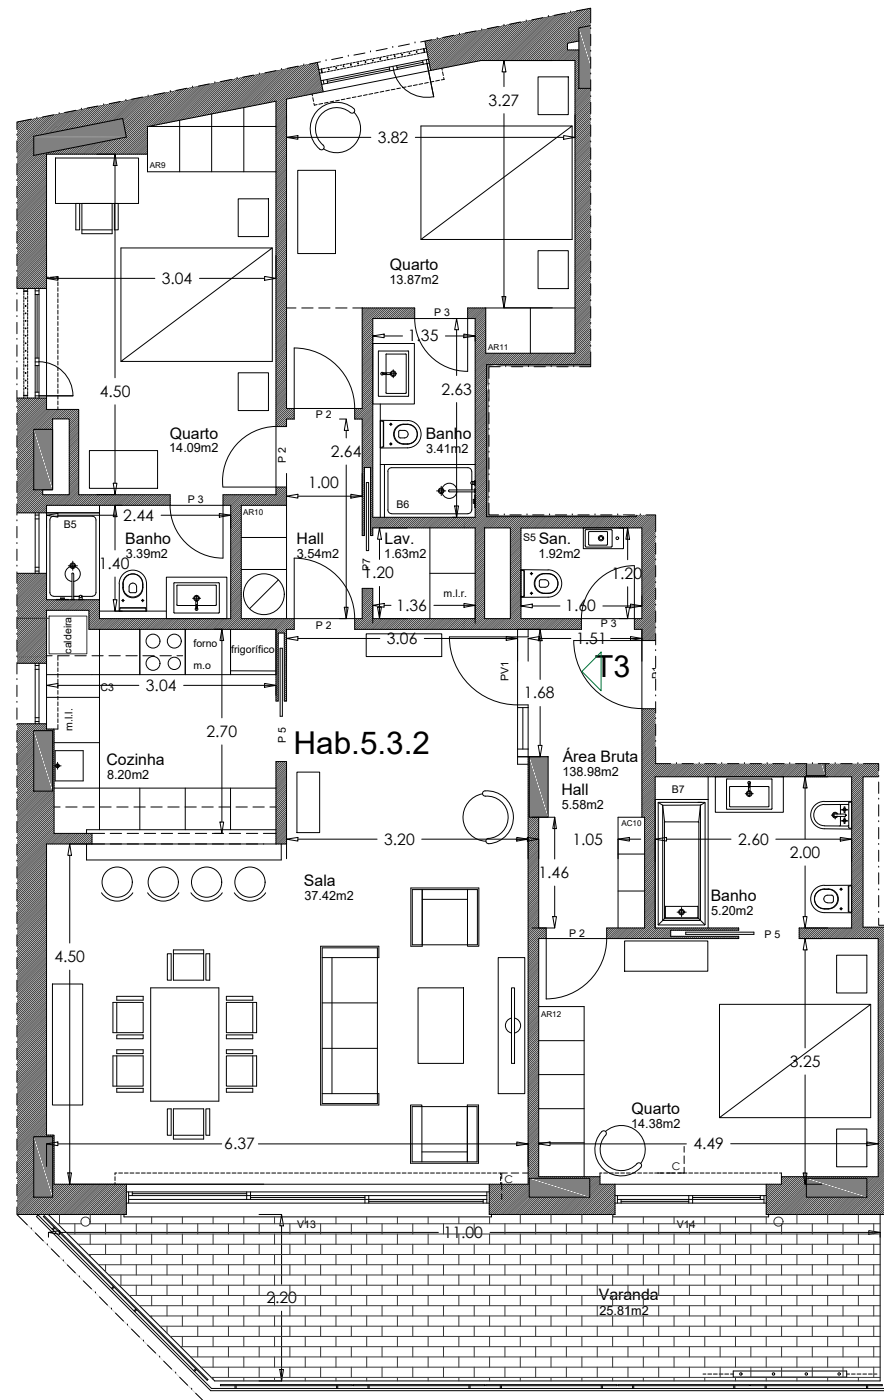 3.27
3.82
AR9
3.04
Quarto
13.87m2
P 3
1.35
AR11
4.50
2.63
P 2
Quarto
14.09m2
P 2
2.64
Banho
3.41m2
1.00
P 3
B6
2.44
AR10
B5
Banho
3.39m2
1.40
Hall
3.54m2
Lav.
1.63m2
P7
1.20
S5
San.
1.92m2
1.20
m.l.r.
1.36
1.60
P 2
P 3
caldeira
forno
m.o
frigorífico
3.06
1.51
PV1
T3
P1
C3
3.04
1.68
m.l.l.
2.70
P 5
Hab.5.3.2
Cozinha
8.20m2
Área Bruta
138.98m2
Hall
5.58m2
B7
AC10
3.20
1.05
2.60
2.00
1.46
Sala
37.42m2
Banho
5.20m2
P 2
P 5
4.50
AR12
3.25
Quarto
14.38m2
6.37
4.49
C
C
V13
V14
11.00
2.20
Varanda
25.81m2